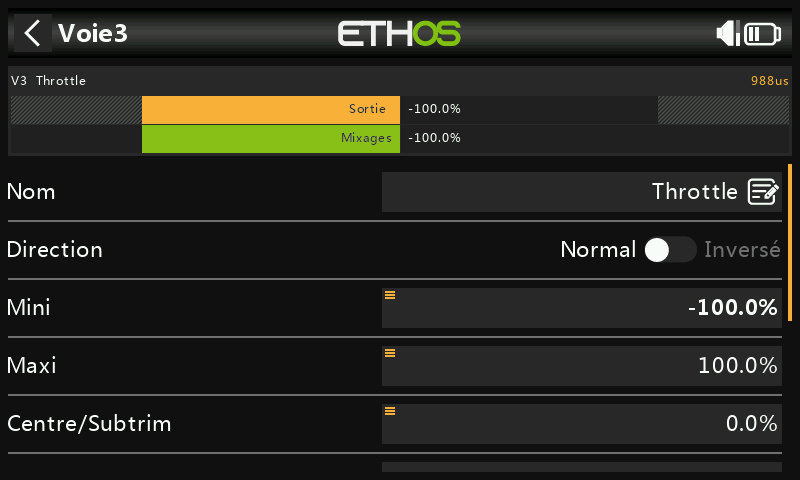 Voie3
ETHOS
V3 Throttle
988us
Sortie -100.0%
Mixages -100.0%
Nom
Throttle
Direction
Normal Inversé
Mini
-100.0%
Maxi
100.0%
Centre/Subtrim
0.0%